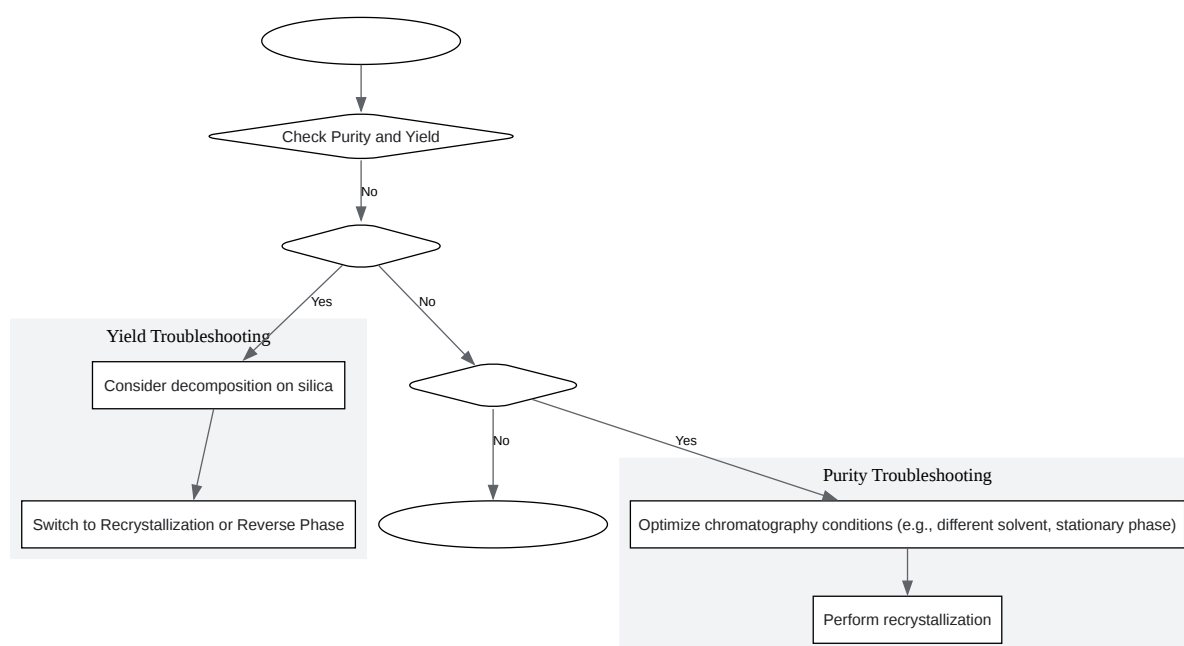 Check Purity and Yield
No
Yes
No
Yield Troubleshooting
Consider decomposition on silica
No
Yes
Purity Troubleshooting
Switch to Recrystallization or Reverse Phase
Optimize chromatography conditions (e.g., different solvent, stationary phase)
Perform recrystallization